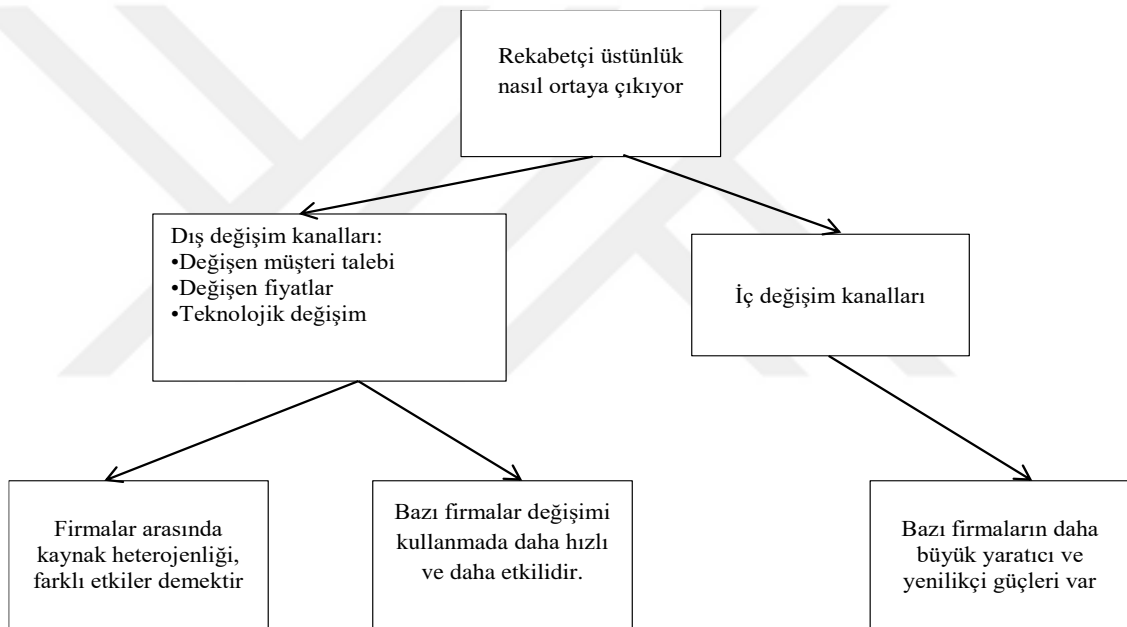 Rekabetçi üstünlük
nasıl ortaya çıkıyor
Dış değişim kanalları:
•Değişen müşteri talebi
•Değişen fiyatlar
•Teknolojik değişim
İç değişim kanalları
Firmalar arasında
kaynak heterojenliği,
farklı etkiler demektir
Bazı firmalar değişimi
kullanmada daha hızlı
ve daha etkilidir.
Bazı firmaların daha
büyük yaratıcı ve
yenilikçi güçleri var